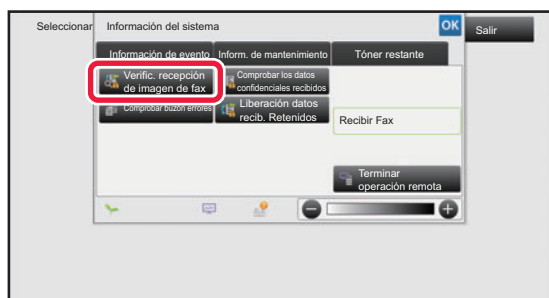 Seleccionar
Información del sistema
OK
Salir
Información de evento
Inform. de mantenimiento
Tóner restante
Verific. recepción
de imagen de fax
Comprobar los datos
confidenciales recibidos
Comprobar buzón errores
Liberación datos
recib. Retenidos
Recibir Fax
Terminar
operación remota